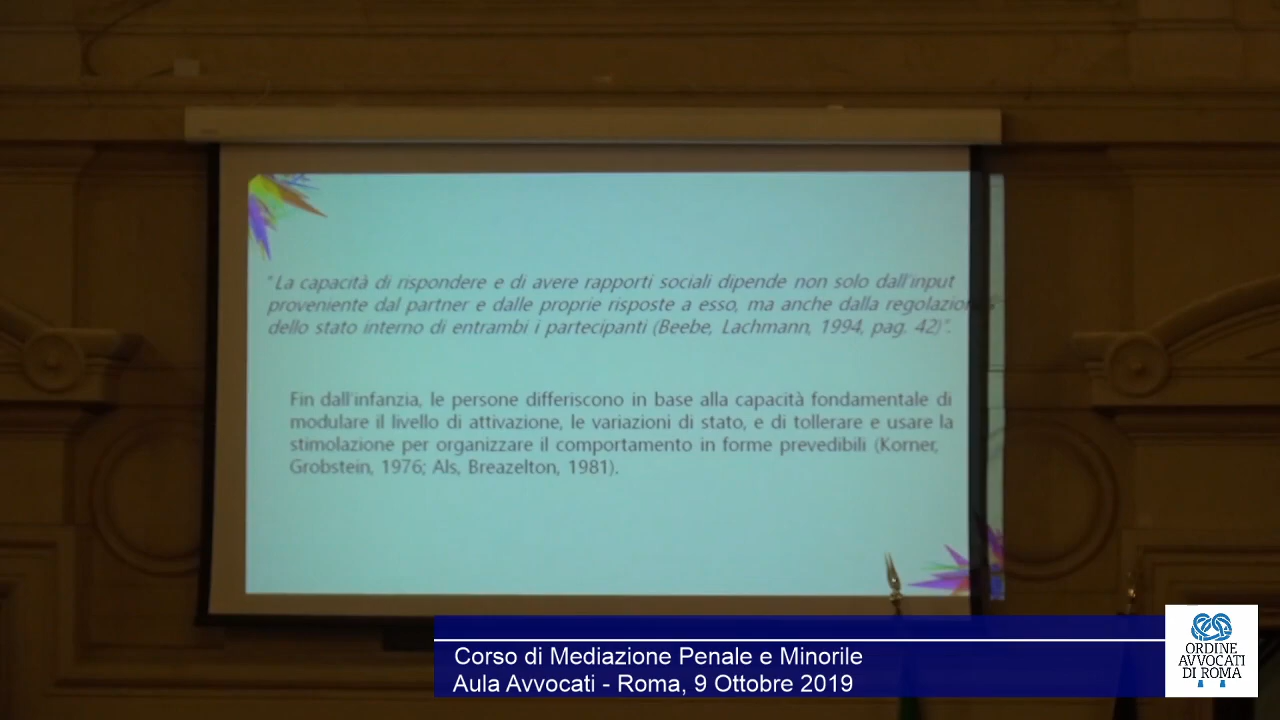 "La capacità di rispondere e di avere rapporti sociali dipende non solo dall'input
proveniente dal partner e dalle proprie risposte a esso, ma anche dalla regolazione
dello stato interno di entrambi i partecipanti (Beebe, Lachmann, 1994, pag. 42)".
Fin dall'infanzia, le persone differiscono in base alla capacità fondamentale di
modulare il livello di attivazione, le variazioni di stato, e di tollerare e usare la
stimolazione per organizzare il comportamento in forme prevedibili (Korner,
Grobstein, 1976; Als, Breazelton, 1981).
Corso di Mediazione Penale e Minorile
Aula Avvocati - Roma, 9 Ottobre 2019
ORDINE
AVVOCATI
DI ROMA